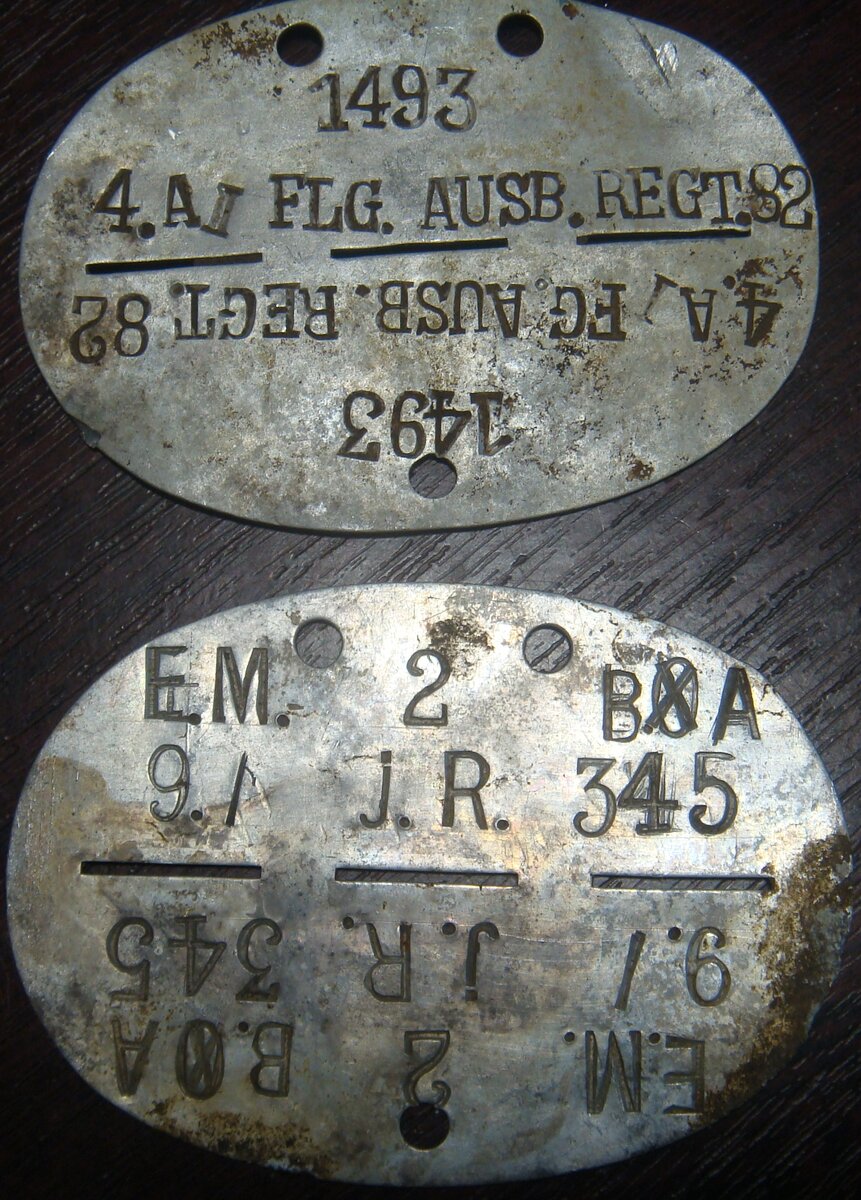 1493
4. A I FLG. AUSB. REGT. 82
4. A I FG. AUSB. REGT. 82
1493
E.M. 2 B.0 A
9./ j.R. 345
9./ j.R. 345
E.M. 2 B.0 A